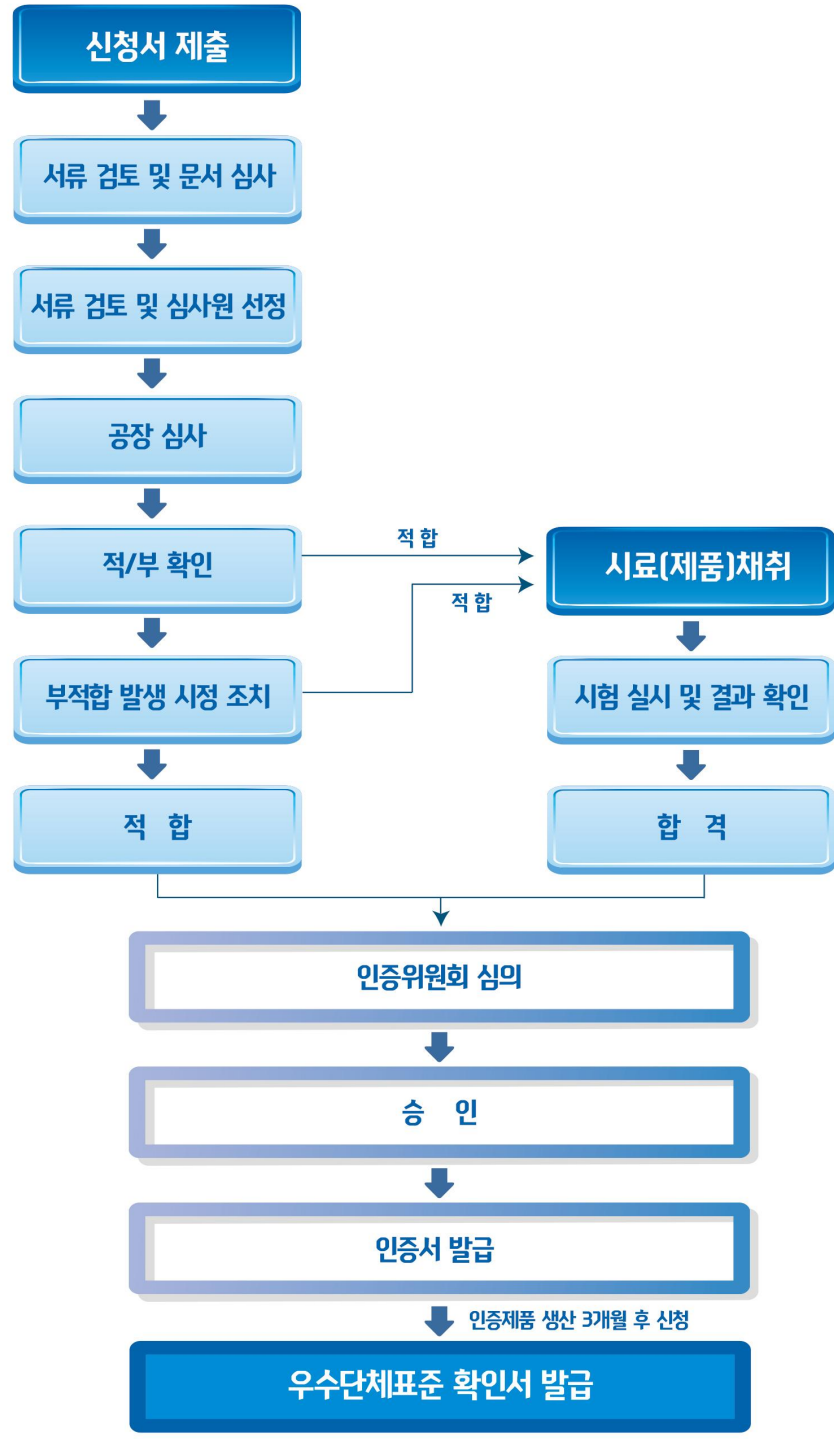 신청서 제출
서류 검토 및 문서 심사
서류 검토 및 심사원 선정
공장 심사
적/부 확인
적 합
시료(제품)채취
적 합
부적합 발생 시정 조치
시험 실시 및 결과 확인
적 합
합 격
인증위원회 심의
승 인
인증서 발급
인증제품 생산 3개월 후 신청
우수단체표준 확인서 발급